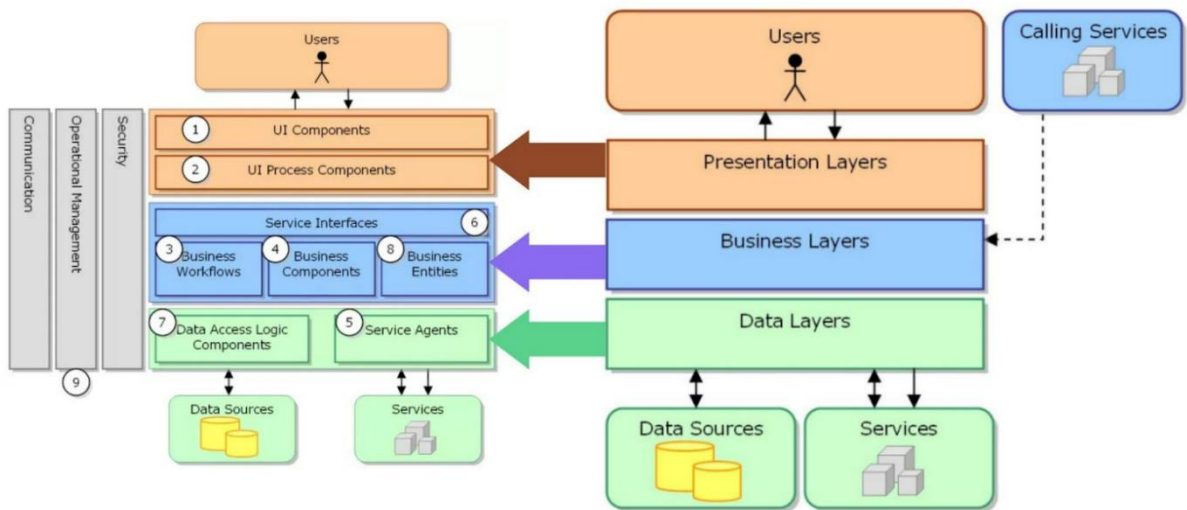 Users
Communication
Operational Management
Security
1
UI Components
2
UI Process Components
Service Interfaces
6
3
Business
Workflows
4
Business
Components
8
Business
Entities
7
Data Access Logic
Components
5
Service Agents
9
Data Sources
Services
Users
Calling Services
Presentation Layers
Business Layers
Data Layers
Data Sources
Services